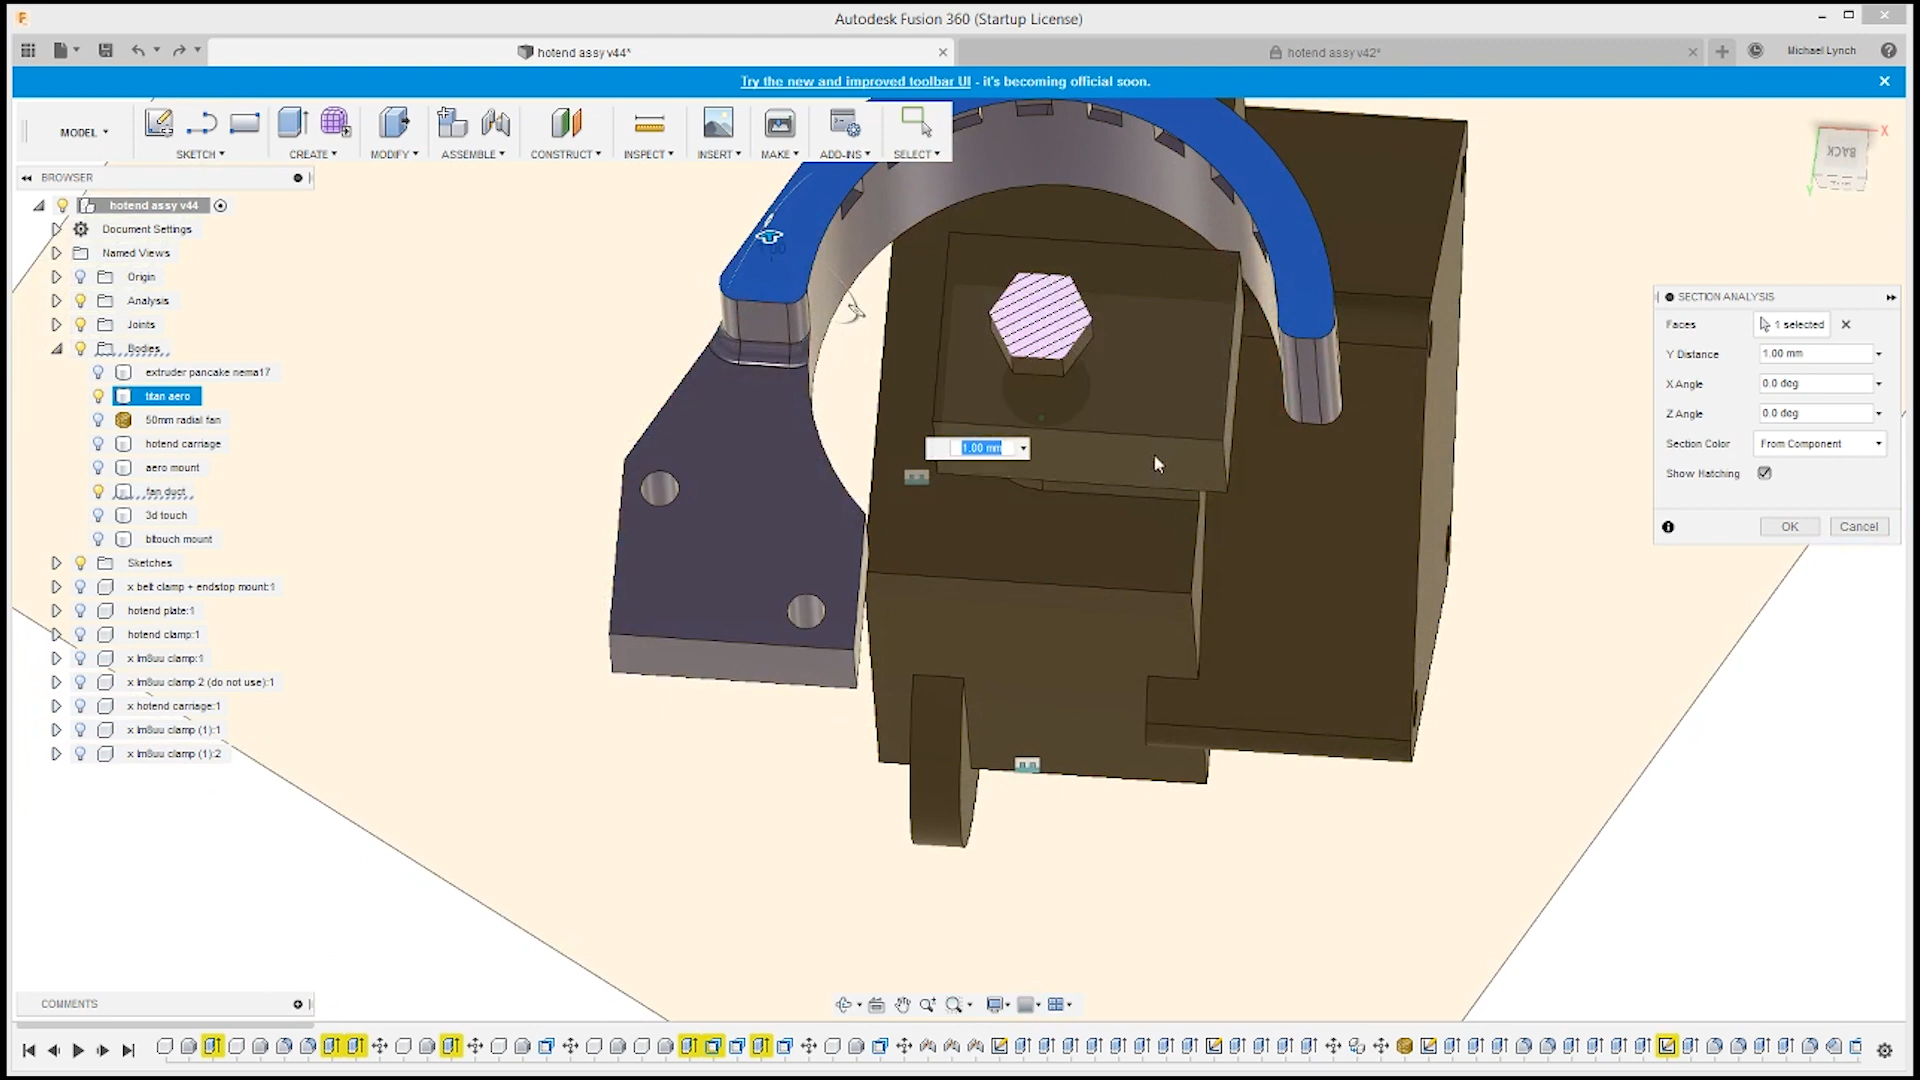 Autodesk Fusion 360 (Startup License)
hotend assy v44*
hotend assy v42*
Michael Lynch
Try the new and improved toolbar UI - it's becoming official soon.
MODEL
SKETCH
CREATE
MODIFY
ASSEMBLE
CONSTRUCT
INSPECT
INSERT
MAKE
ADD-INS
SELECT
BACK
X
Y
BROWSER
hotend assy v44
Document Settings
Named Views
Origin
Analysis
Joints
Bodies
extruder pancake nema17
titan aero
50mm radial fan
hotend carriage
aero mount
fan duct
3d touch
bltouch mount
Sketches
x belt clamp + endstop mount:1
hotend plate:1
hotend clamp:1
x lm8uu clamp:1
x lm8uu clamp 2 (do not use):1
x hotend carriage:1
x lm8uu clamp (1):1
x lm8uu clamp (1):2
1.00 mm
SECTION ANALYSIS
Faces
1 selected
Y Distance
1.00 mm
X Angle
0.0 deg
Z Angle
0.0 deg
Section Color
From Component
Show Hatching
OK
Cancel
COMMENTS